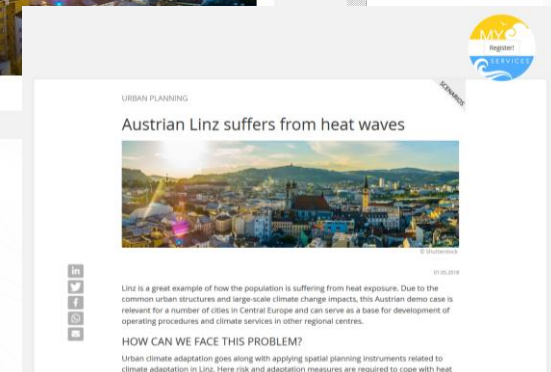 MY
Register!
SERVICES
SCENARIOS
URBAN PLANNING
Austrian Linz suffers from heat waves
© Shutterstock
01.05.2018
in
f
Linz is a great example of how the population is suffering from heat exposure. Due to the
common urban structures and large-scale climate change impacts, this Austrian demo case is
relevant for a number of cities in Central Europe and can serve as a base for development of
operating procedures and climate services in other regional centres.
HOW CAN WE FACE THIS PROBLEM?
Urban climate adaptation goes along with applying spatial planning instruments related to
climate adaptation in Linz. Here risk and adaptation measures are required to cope with heat